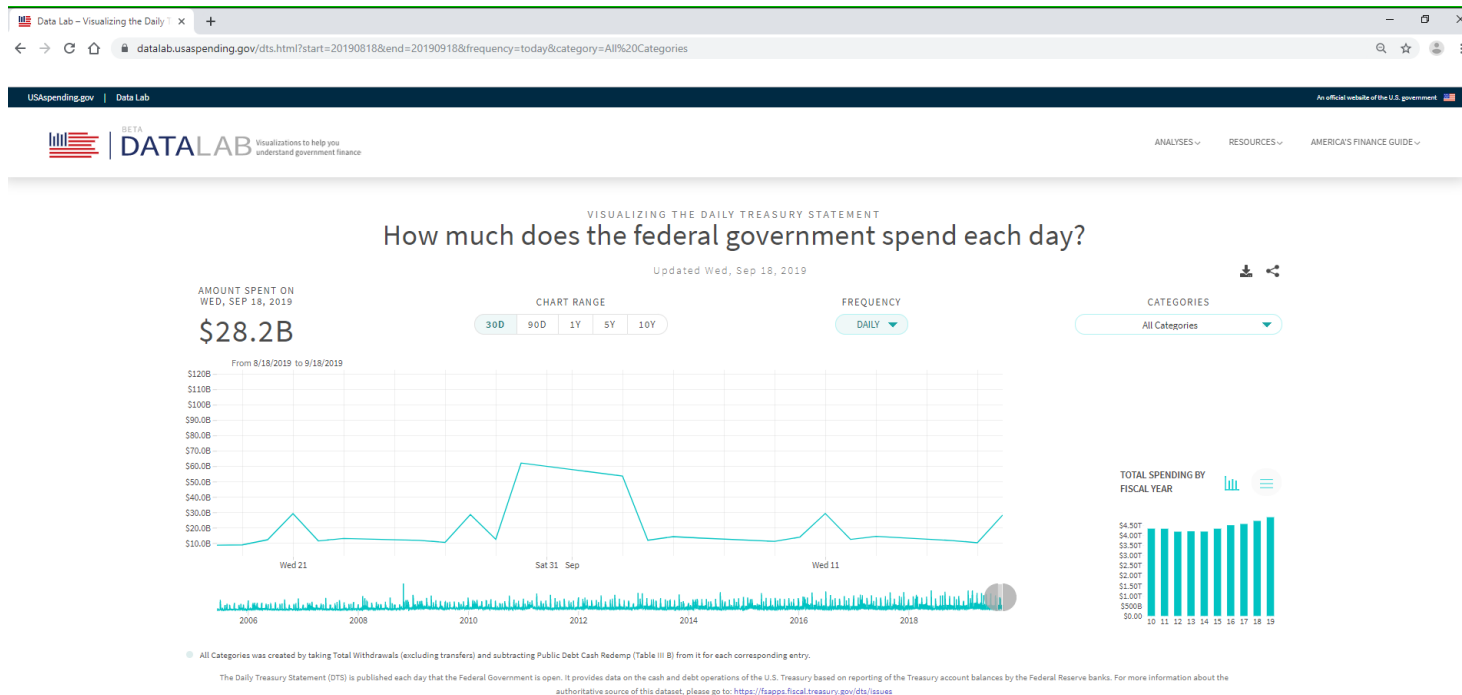 Data Lab – Visualizing the Daily T
datalab.usaspending.gov/dts.html?start=20190818&end=20190918&frequency=today&category=All%20Categories
USAspending.gov | Data Lab
An official website of the U.S. government
BETA
DATALAB
Visualizations to help you
understand government finance
ANALYSES RESOURCES AMERICA'S FINANCE GUIDE
VISUALIZING THE DAILY TREASURY STATEMENT
How much does the federal government spend each day?
Updated Wed, Sep 18, 2019
AMOUNT SPENT ON
WED, SEP 18, 2019
$28.2B
CHART RANGE
30D 90D 1Y 5Y 10Y
FREQUENCY
DAILY
CATEGORIES
All Categories
From 8/18/2019 to 9/18/2019
$120B
$110B
$100B
$90.0B
$80.0B
$70.0B
$60.0B
$50.0B
$40.0B
$30.0B
$20.0B
$10.0B
Wed 21 Sat 31 Sep Wed 11
2006 2008 2010 2012 2014 2016 2018
TOTAL SPENDING BY
FISCAL YEAR
$4.50T
$4.00T
$3.50T
$3.00T
$2.50T
$2.00T
$1.50T
$1.00T
$500B
$0.00
10 11 12 13 14 15 16 17 18 19
All Categories was created by taking Total Withdrawals (excluding transfers) and subtracting Public Debt Cash Redemp (Table III B) from it for each corresponding entry.
The Daily Treasury Statement (DTS) is published each day that the Federal Government is open. It provides data on the cash and debt operations of the U.S. Treasury based on reporting of the Treasury account balances by the Federal Reserve banks. For more information about the
authoritative source of this dataset, please go to: https://fsapps.fiscal.treasury.gov/dts/issues